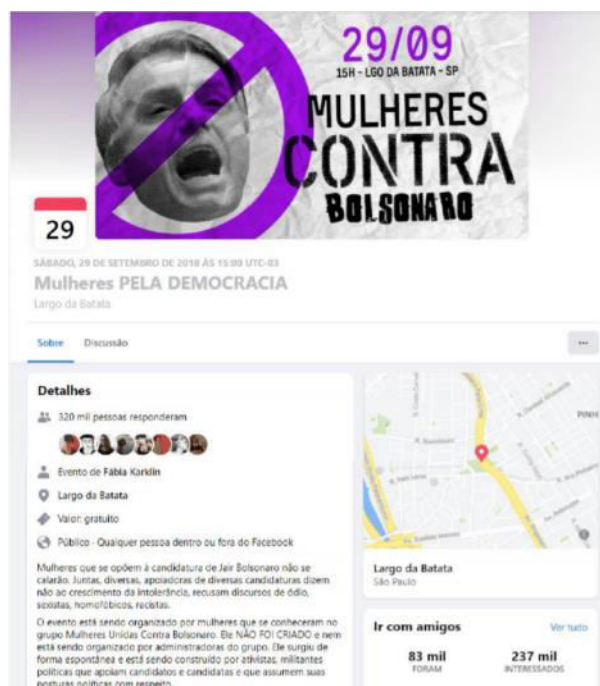 29/09
15H - LGO DA BATATA - SP
MULHERES
CONTRA
BOLSONARO
29
SÁBADO, 29 DE SETEMBRO DE 2018 ÀS 15:00 UTC-03
Mulheres PELA DEMOCRACIA
Largo da Batata
Sobre Discussão
Detalhes
320 mil pessoas responderam
Evento de Fábia Karklin
Largo da Batata
Valor: gratuito
Público · Qualquer pessoa dentro ou fora do Facebook
Mulheres que se opõem à candidatura de Jair Bolsonaro não se
calarão. Juntas, diversas, apoiadoras de diversas candidaturas dizem
não ao crescimento da intolerância, recusam discursos de ódio,
sexistas, homofóbicos, racistas.
O evento está sendo organizado por mulheres que se conheceram no
grupo Mulheres Unidas Contra Bolsonaro. Ele NÃO FOI CRIADO e nem
está sendo organizado por administradoras do grupo. Ele surgiu de
forma espontânea e está sendo construído por ativistas, militantes
políticas que apoiam candidatos e candidatas e que assumem suas
posturas políticas com respeito.
PINH
Largo da Batata
São Paulo
Ir com amigos Ver tudo
83 mil 237 mil
FORAM INTERESSADOS